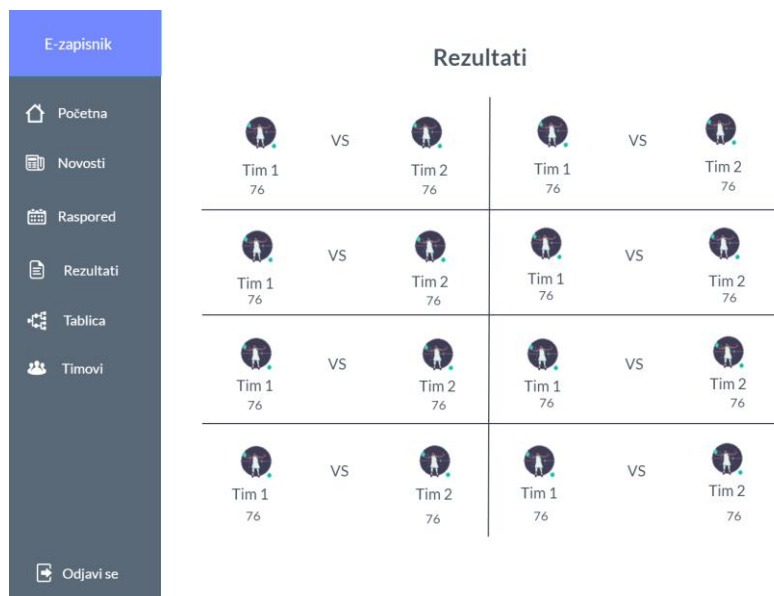 E-zapisnik
Početna
Novosti
Raspored
Rezultati
Tablica
Timovi
Odjavi se
Rezultati
VS VS
Tim 1 Tim 2 Tim 1 Tim 2
76 76 76 76
VS VS
Tim 1 Tim 2 Tim 1 Tim 2
76 76 76 76
VS VS
Tim 1 Tim 2 Tim 1 Tim 2
76 76 76 76
VS VS
Tim 1 Tim 2 Tim 1 Tim 2
76 76 76 76